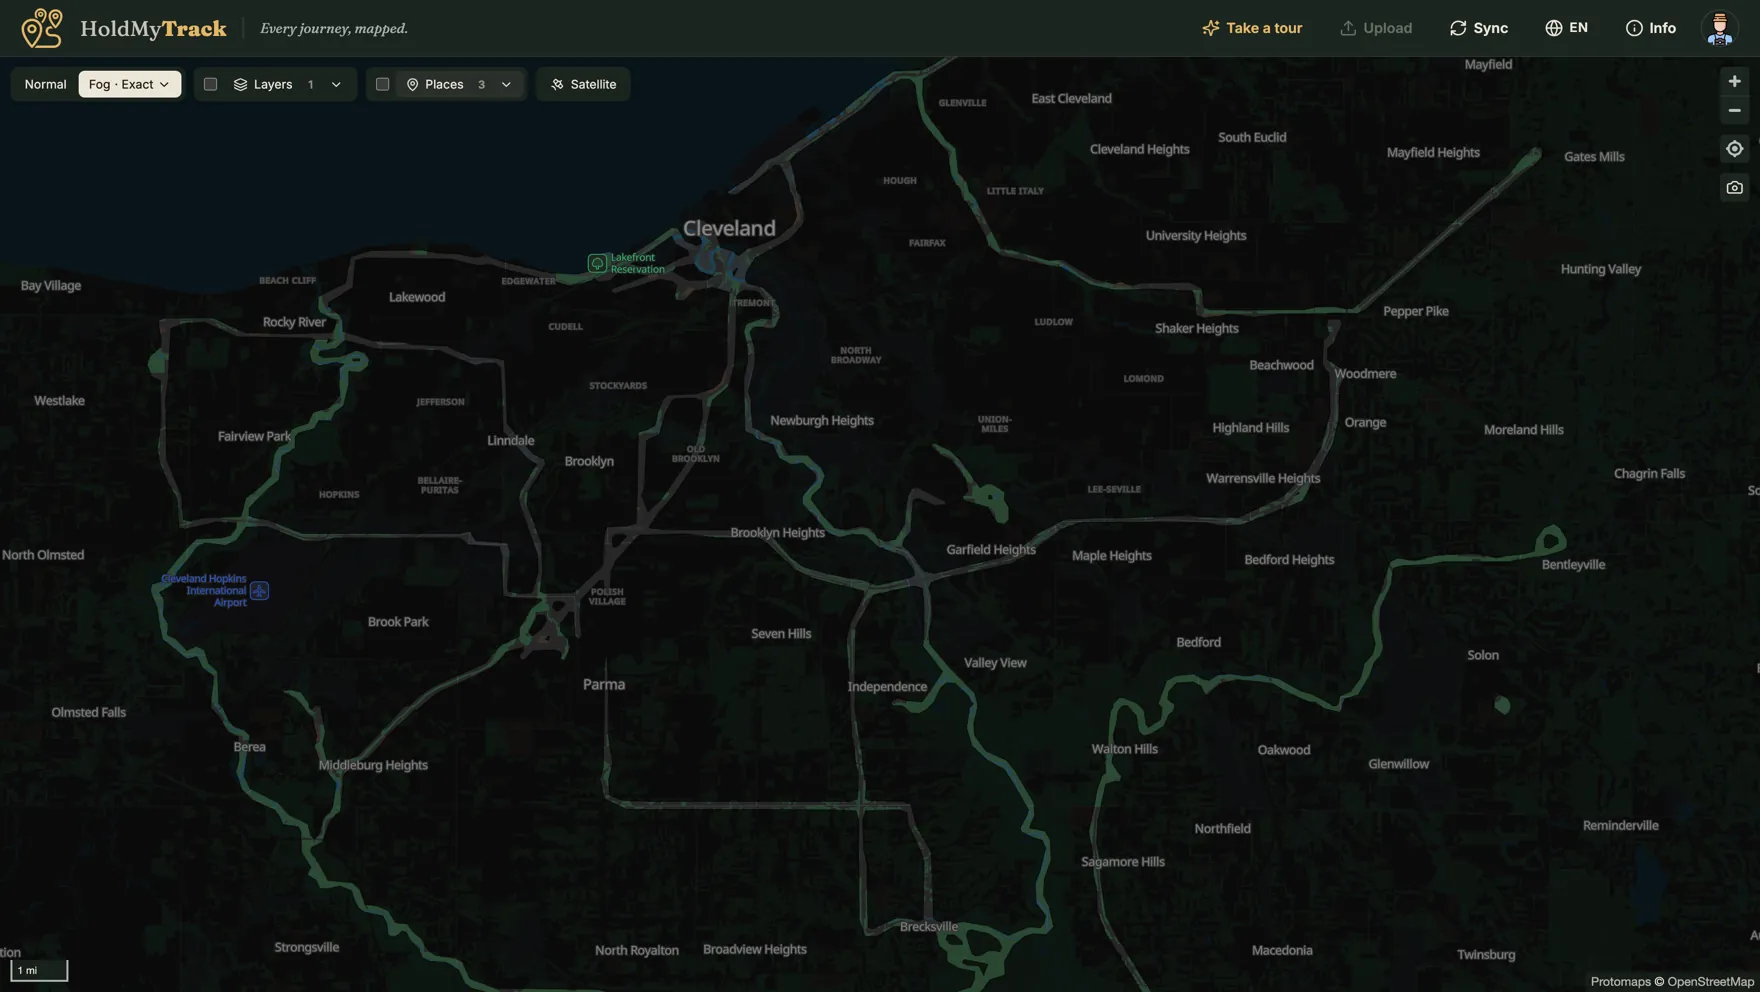 HoldMyTrack
Every journey, mapped.
Take a tour
Upload
Sync
EN
Info
Normal
Fog · Exact
Layers 1
Places 3
Satellite
Mayfield
GLENVILLE
East Cleveland
South Euclid
Cleveland Heights
Mayfield Heights
Gates Mills
HOUGH
LITTLE ITALY
Cleveland
University Heights
FAIRFAX
Lakefront
Reservation
Hunting Valley
Bay Village
BEACH CLIFF
EDGEWATER
Lakewood
TREMONT
Pepper Pike
Rocky River
CUDELL
LUDLOW
Shaker Heights
NORTH
BROADWAY
Beachwood
Woodmere
LOMOND
STOCKYARDS
Westlake
JEFFERSON
Newburgh Heights
UNION-
MILES
Highland Hills
Orange
Moreland Hills
Fairview Park
Linndale
OLD
BROOKLYN
Brooklyn
Chagrin Falls
Warrensville Heights
BELLAIRE-
PURITAS
HOPKINS
LEE-SEVILLE
Brooklyn Heights
Garfield Heights
Maple Heights
Bedford Heights
Bentleyville
North Olmsted
Cleveland Hopkins
International
Airport
POLISH
VILLAGE
Brook Park
Seven Hills
Bedford
Solon
Valley View
Parma
Independence
Olmsted Falls
Berea
Walton Hills
Oakwood
Glenwillow
Middleburg Heights
Northfield
Reminderville
Sagamore Hills
Brecksville
Strongsville
North Royalton
Broadview Heights
Macedonia
Twinsburg
tion
1 mi
Protomaps © OpenStreetMap